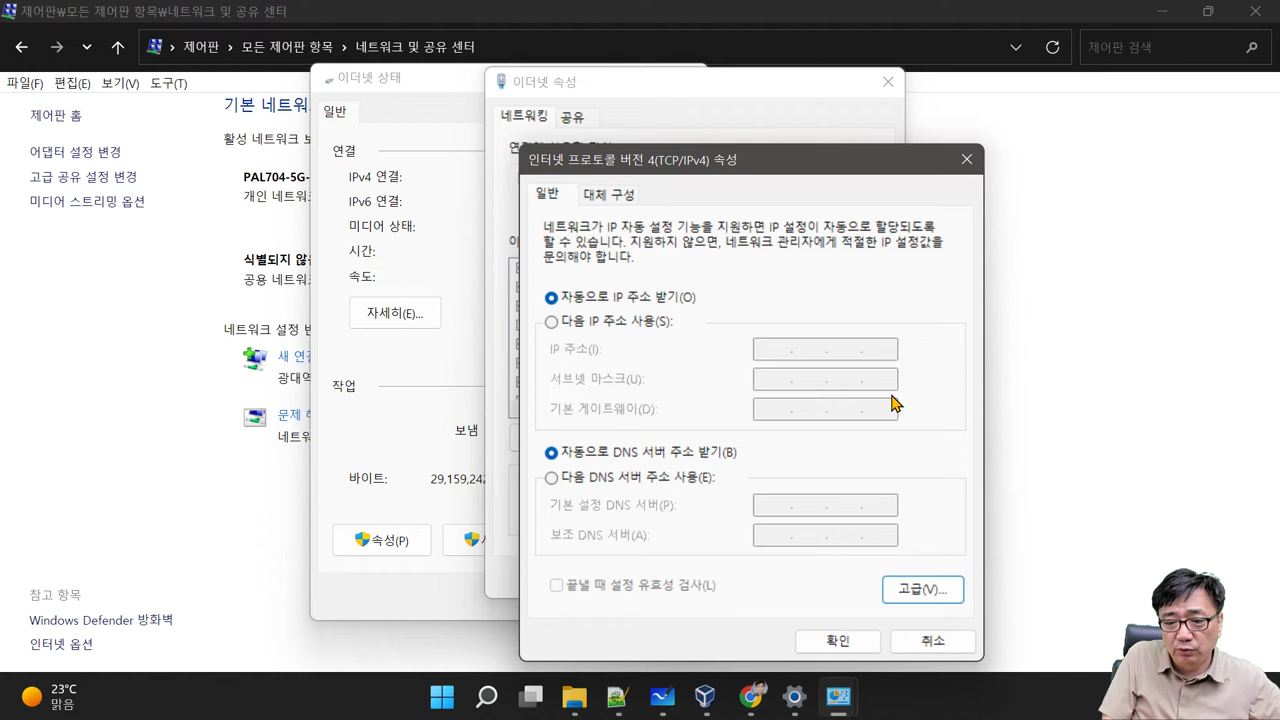 제어판\모든 제어판 항목\네트워크 및 공유 센터
제어판 > 모든 제어판 항목 > 네트워크 및 공유 센터
제어판 검색
파일(F) 편집(E) 보기(V) 도구(T)
제어판 홈
어댑터 설정 변경
고급 공유 설정 변경
미디어 스트리밍 옵션
기본 네트워
활성 네트워크
PAL704-5G-
개인 네트워
식별되지 않
공용 네트워
네트워크 설정
새 연
광대역
문제
네트워
참고 항목
Windows Defender 방화벽
인터넷 옵션
이더넷 상태
일반
연결
IPv4 연결:
IPv6 연결:
미디어 상태:
시간:
속도:
자세히(E)...
작업
보냄
바이트: 29,159,242
속성(P)
이더넷 속성
네트워킹 공유
인터넷 프로토콜 버전 4(TCP/IPv4) 속성
일반 대체 구성
네트워크가 IP 자동 설정 기능을 지원하면 IP 설정이 자동으로 할당되도록
할 수 있습니다. 지원하지 않으면, 네트워크 관리자에게 적절한 IP 설정값을
문의해야 합니다.
자동으로 IP 주소 받기(O)
다음 IP 주소 사용(S):
IP 주소(I):
서브넷 마스크(U):
기본 게이트웨이(D):
자동으로 DNS 서버 주소 받기(B)
다음 DNS 서버 주소 사용(E):
기본 설정 DNS 서버(P):
보조 DNS 서버(A):
끝낼 때 설정 유효성 검사(L)
고급(V)...
확인 취소
23°C
맑음